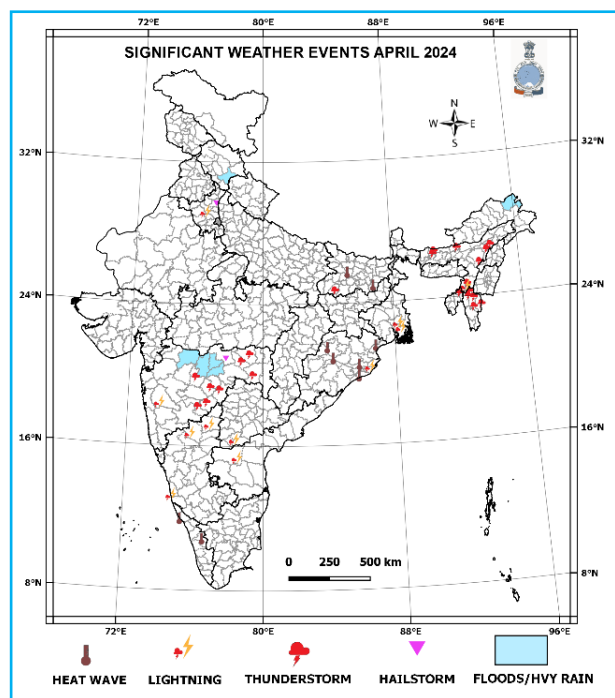 72°E 80°E 88°E 96°E
SIGNIFICANT WEATHER EVENTS APRIL 2024
N
W E
S
32°N 32°N
24°N 24°N
16°N 16°N
0 250 500 km
8°N 8°N
72°E 80°E 88°E 96°E
HEAT WAVE LIGHTNING THUNDERSTORM HAILSTORM FLOODS/HVY RAIN